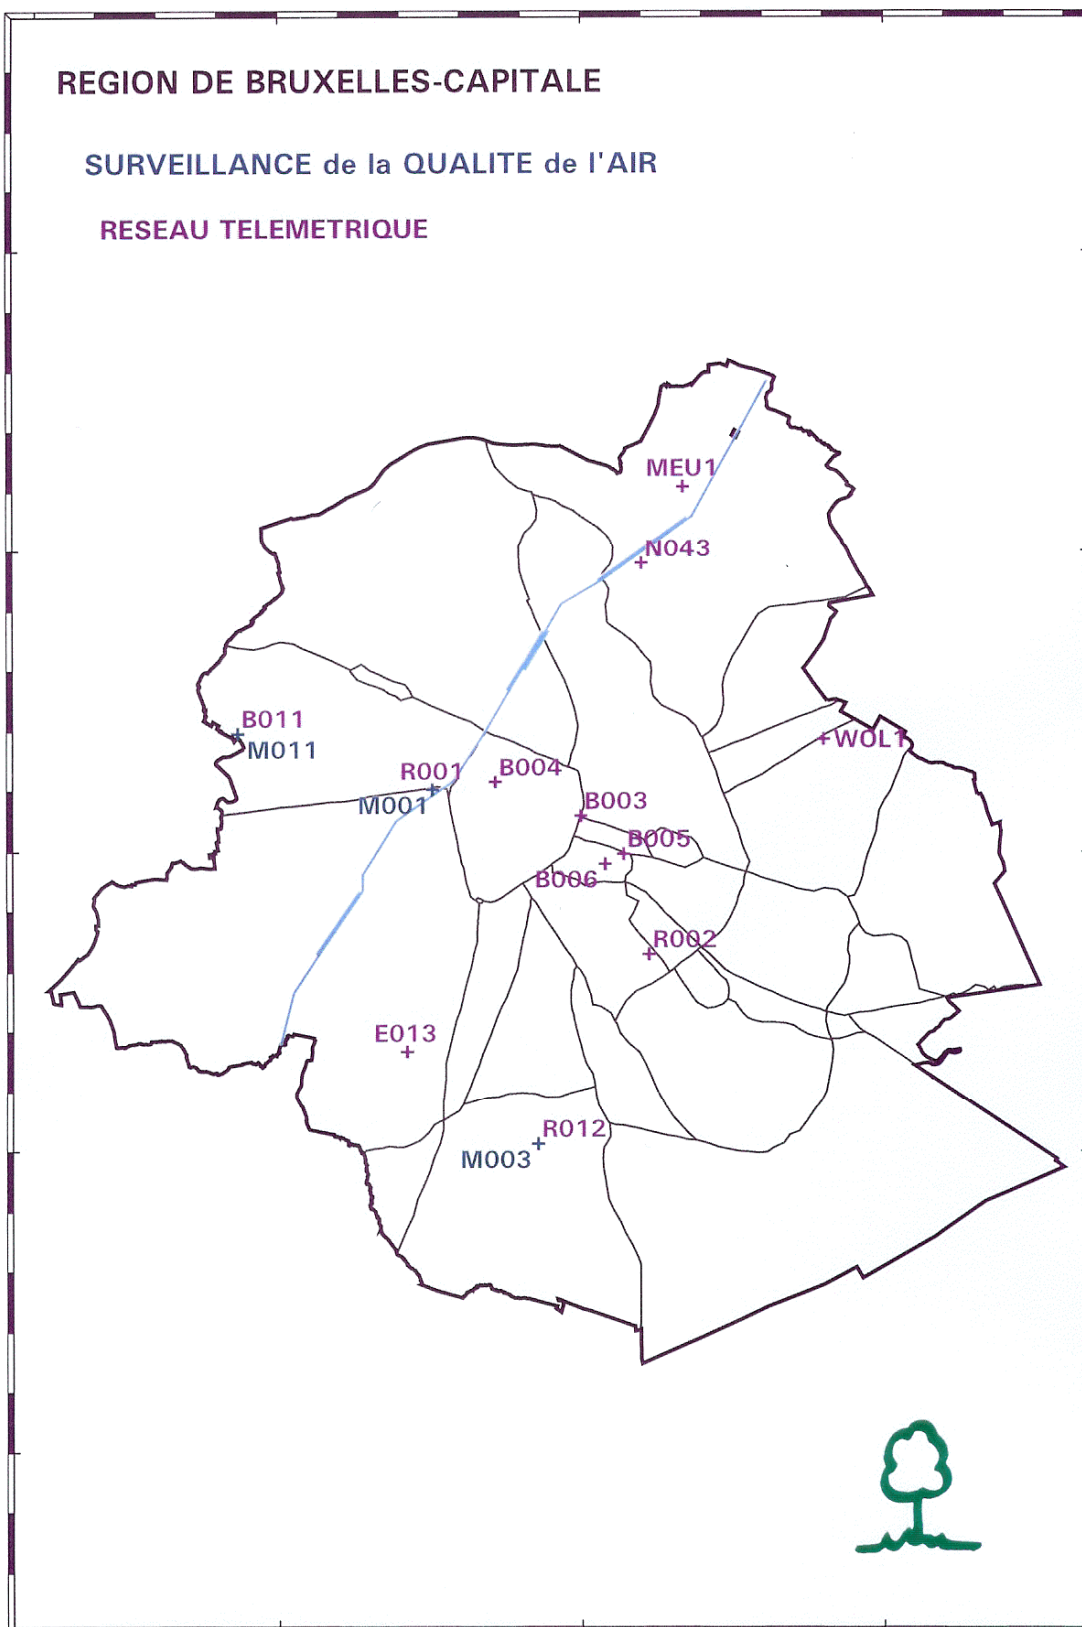 REGION DE BRUXELLES-CAPITALE
SURVEILLANCE de la QUALITE de l'AIR
RESEAU TELEMETRIQUE
MEU1
N043
B011
M011
WOL1
R001
B004
M001
B003
B005
B006
R002
E013
R012
M003